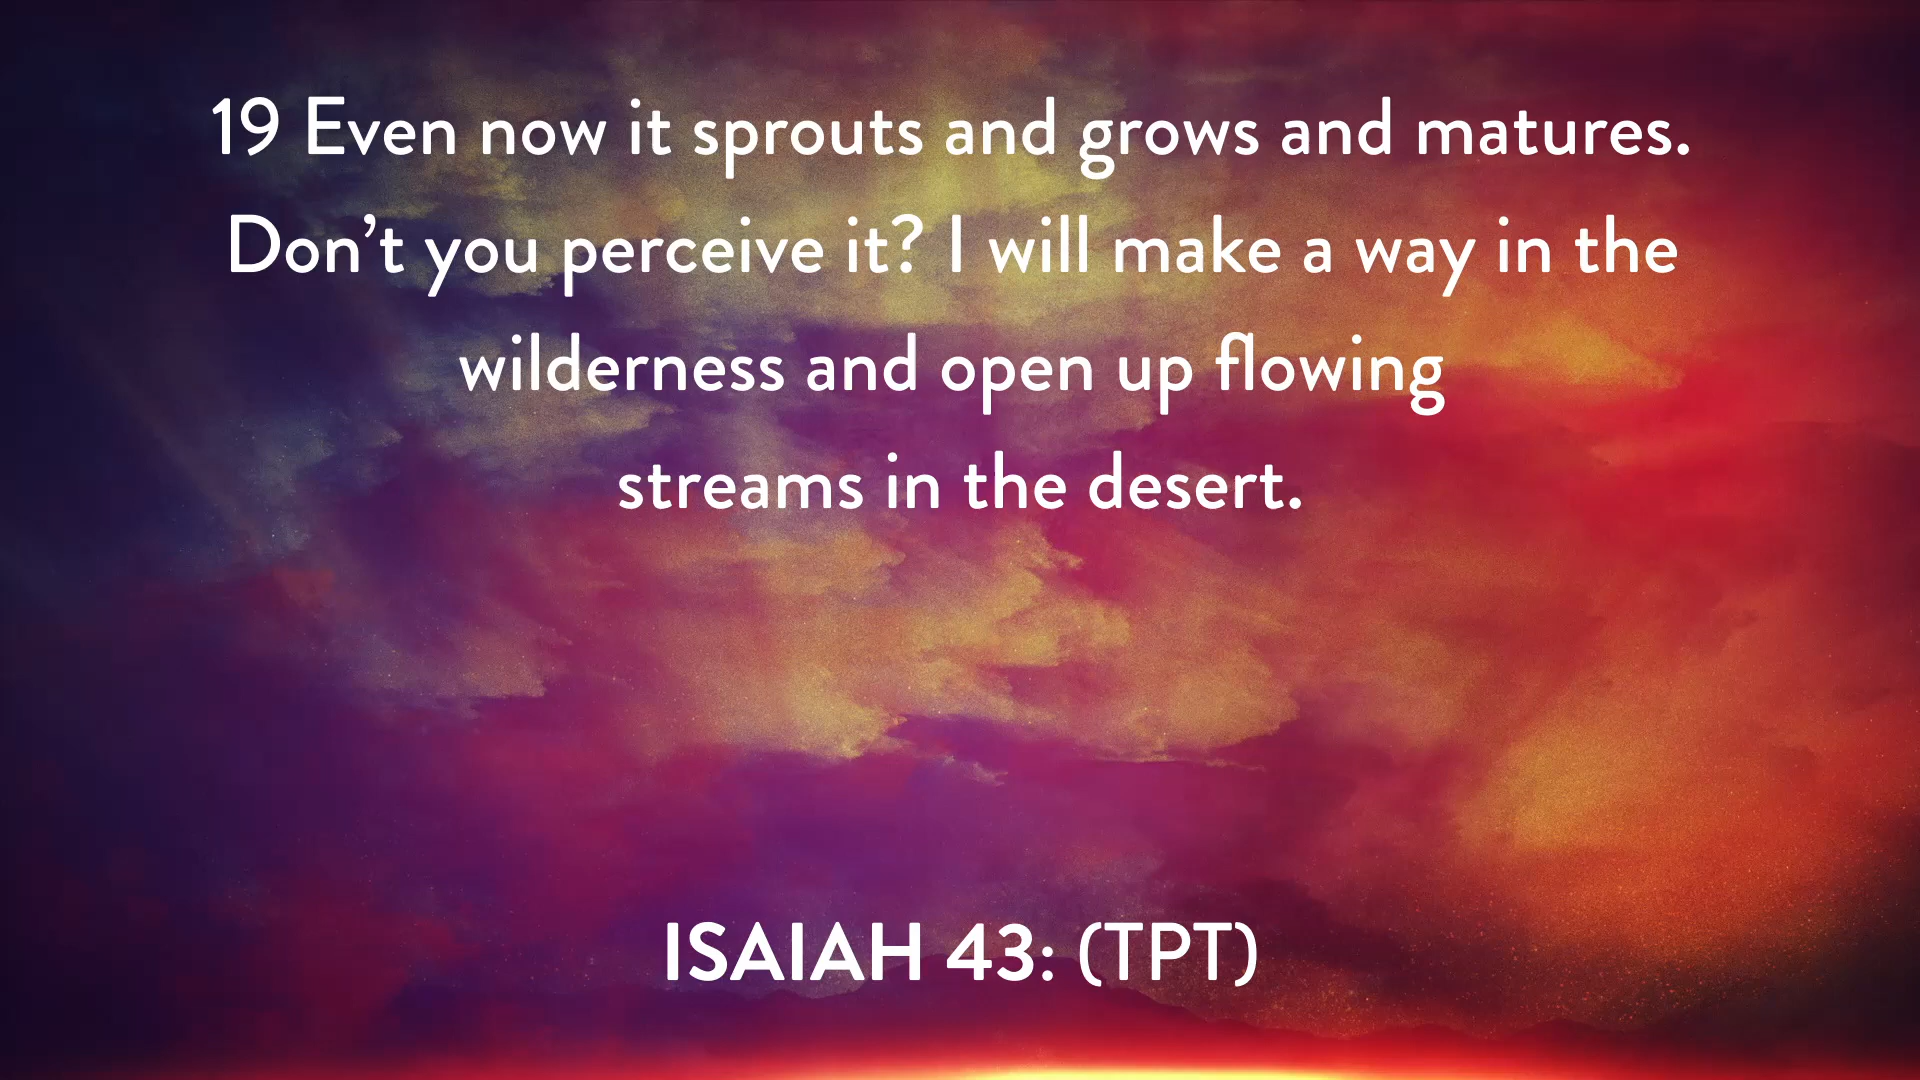 19 Even now it sprouts and grows and matures.
Don’t you perceive it? I will make a way in the
wilderness and open up flowing
streams in the desert.
ISAIAH 43: (TPT)